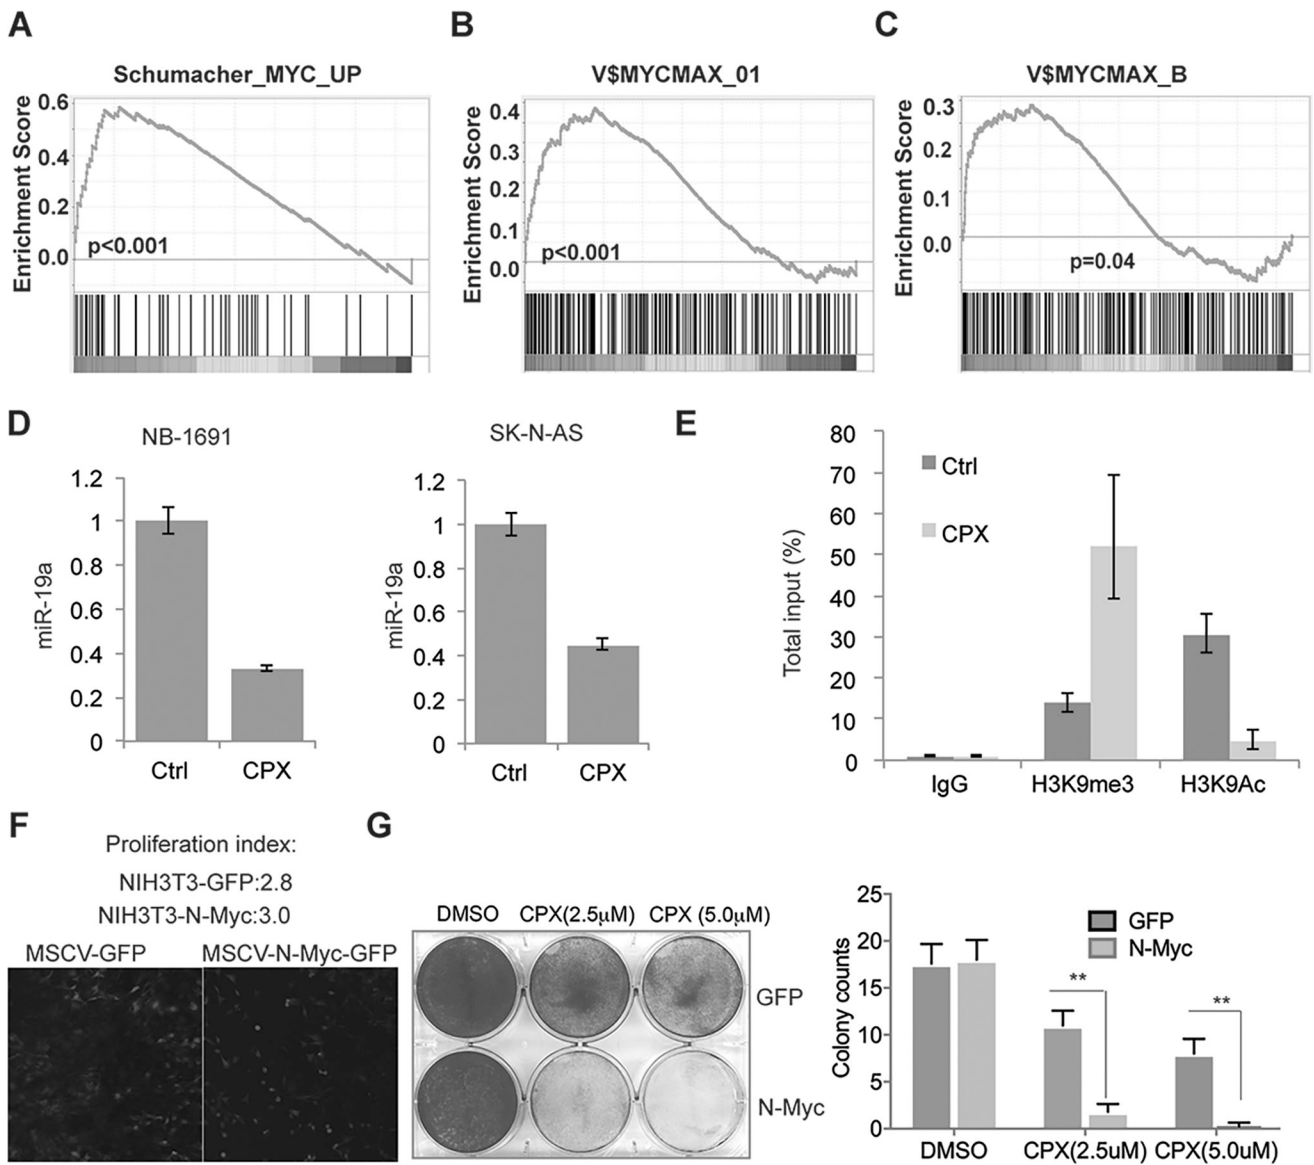 A
Schumacher_MYC_UP
Enrichment Score
0.6
0.4
0.2
0.0
p<0.001
B
V$MYCMAX_01
Enrichment Score
0.4
0.3
0.2
0.1
0.0
p<0.001
C
V$MYCMAX_B
Enrichment Score
0.3
0.2
0.1
0.0
p=0.04
D
NB-1691
miR-19a
1.2
1
0.8
0.6
0.4
0.2
0
Ctrl
CPX
SK-N-AS
miR-19a
1.2
1
0.8
0.6
0.4
0.2
0
Ctrl
CPX
E
Total input (%)
80
70
60
50
40
30
20
10
0
Ctrl
CPX
IgG
H3K9me3
H3K9Ac
F
Proliferation index:
NIH3T3-GFP:2.8
NIH3T3-N-Myc:3.0
MSCV-GFP
MSCV-N-Myc-GFP
G
DMSO
CPX(2.5μM)
CPX (5.0μM)
GFP
N-Myc
Colony counts
25
20
15
10
5
0
GFP
N-Myc
**
**
DMSO
CPX(2.5uM)
CPX(5.0uM)